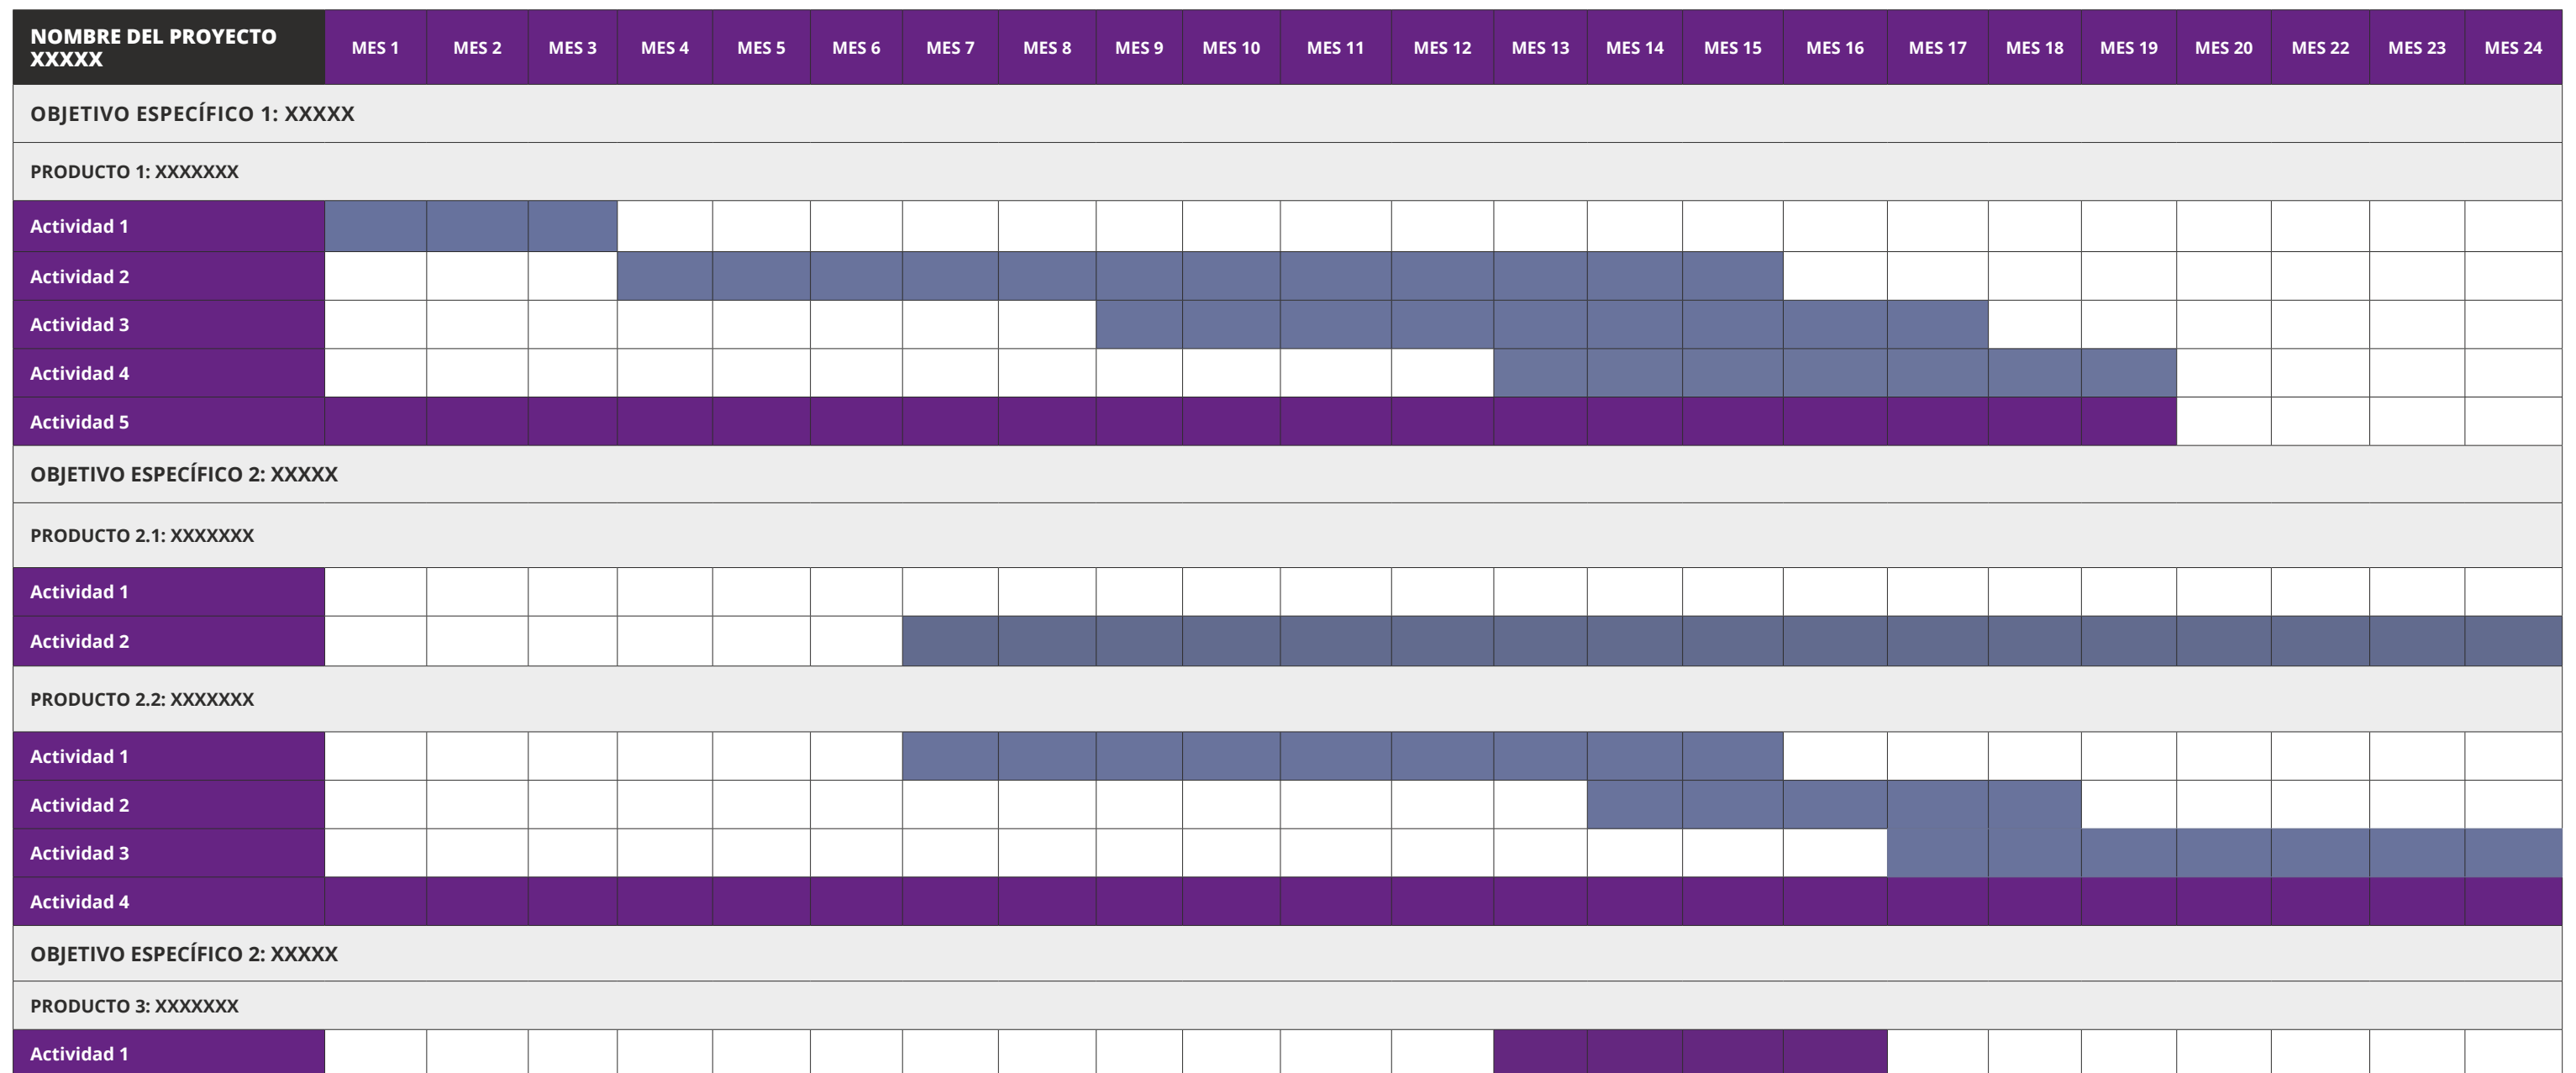 NOMBRE DEL PROYECTO
XXXXX
MES 1 MES 2 MES 3 MES 4 MES 5 MES 6 MES 7 MES 8 MES 9 MES 10 MES 11 MES 12 MES 13 MES 14 MES 15 MES 16 MES 17 MES 18 MES 19 MES 20 MES 22 MES 23 MES 24
OBJETIVO ESPECÍFICO 1: XXXXX
PRODUCTO 1: XXXXXXX
Actividad 1
Actividad 2
Actividad 3
Actividad 4
Actividad 5
OBJETIVO ESPECÍFICO 2: XXXXX
PRODUCTO 2.1: XXXXXXX
Actividad 1
Actividad 2
PRODUCTO 2.2: XXXXXXX
Actividad 1
Actividad 2
Actividad 3
Actividad 4
OBJETIVO ESPECÍFICO 2: XXXXX
PRODUCTO 3: XXXXXXX
Actividad 1